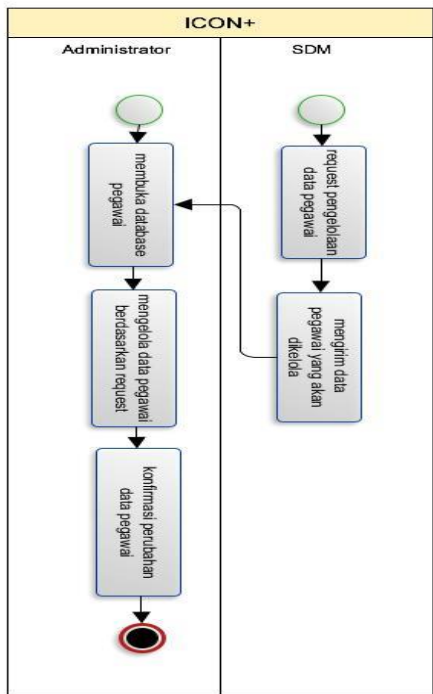 ICON+
Administrator
SDM
membuka database
pegawai
mengelola data pegawai
berdasarkan request
konfirmasi perubahan
data pegawai
request pengelolaan
data pegawai
mengirim data
pegawai yang akan
dikelola